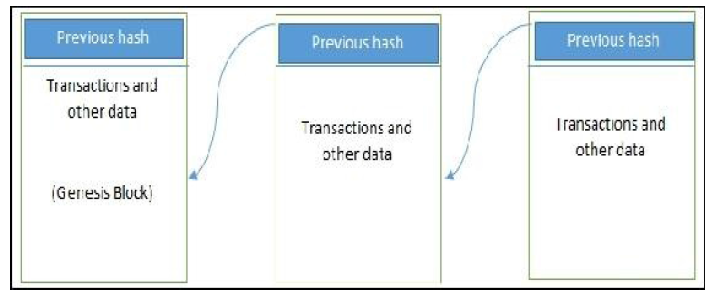 Previous hash
Transactions and
other data
(Genesis Block)
Previous hash
Transactions and
other data
Previous hash
Transactions and
other data